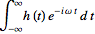 ∫_{-∞}^{∞} h(t) e^{-iωt} dt